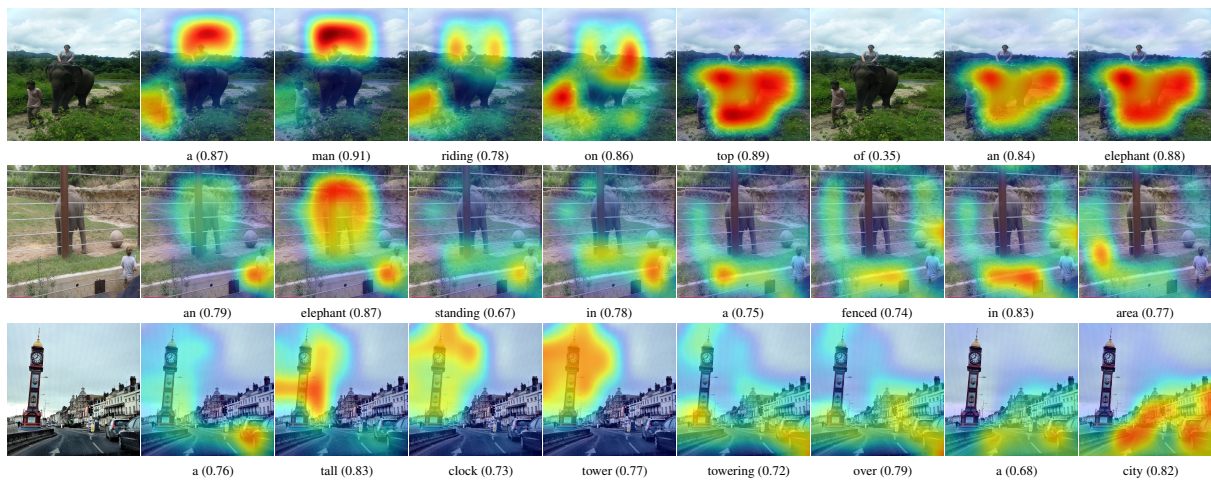 a (0.87) man (0.91) riding (0.78) on (0.86) top (0.89) of (0.35) an (0.84) elephant (0.88)
an (0.79) elephant (0.87) standing (0.67) in (0.78) a (0.75) fenced (0.74) in (0.83) area (0.77)
a (0.76) tall (0.83) clock (0.73) tower (0.77) towering (0.72) over (0.79) a (0.68) city (0.82)